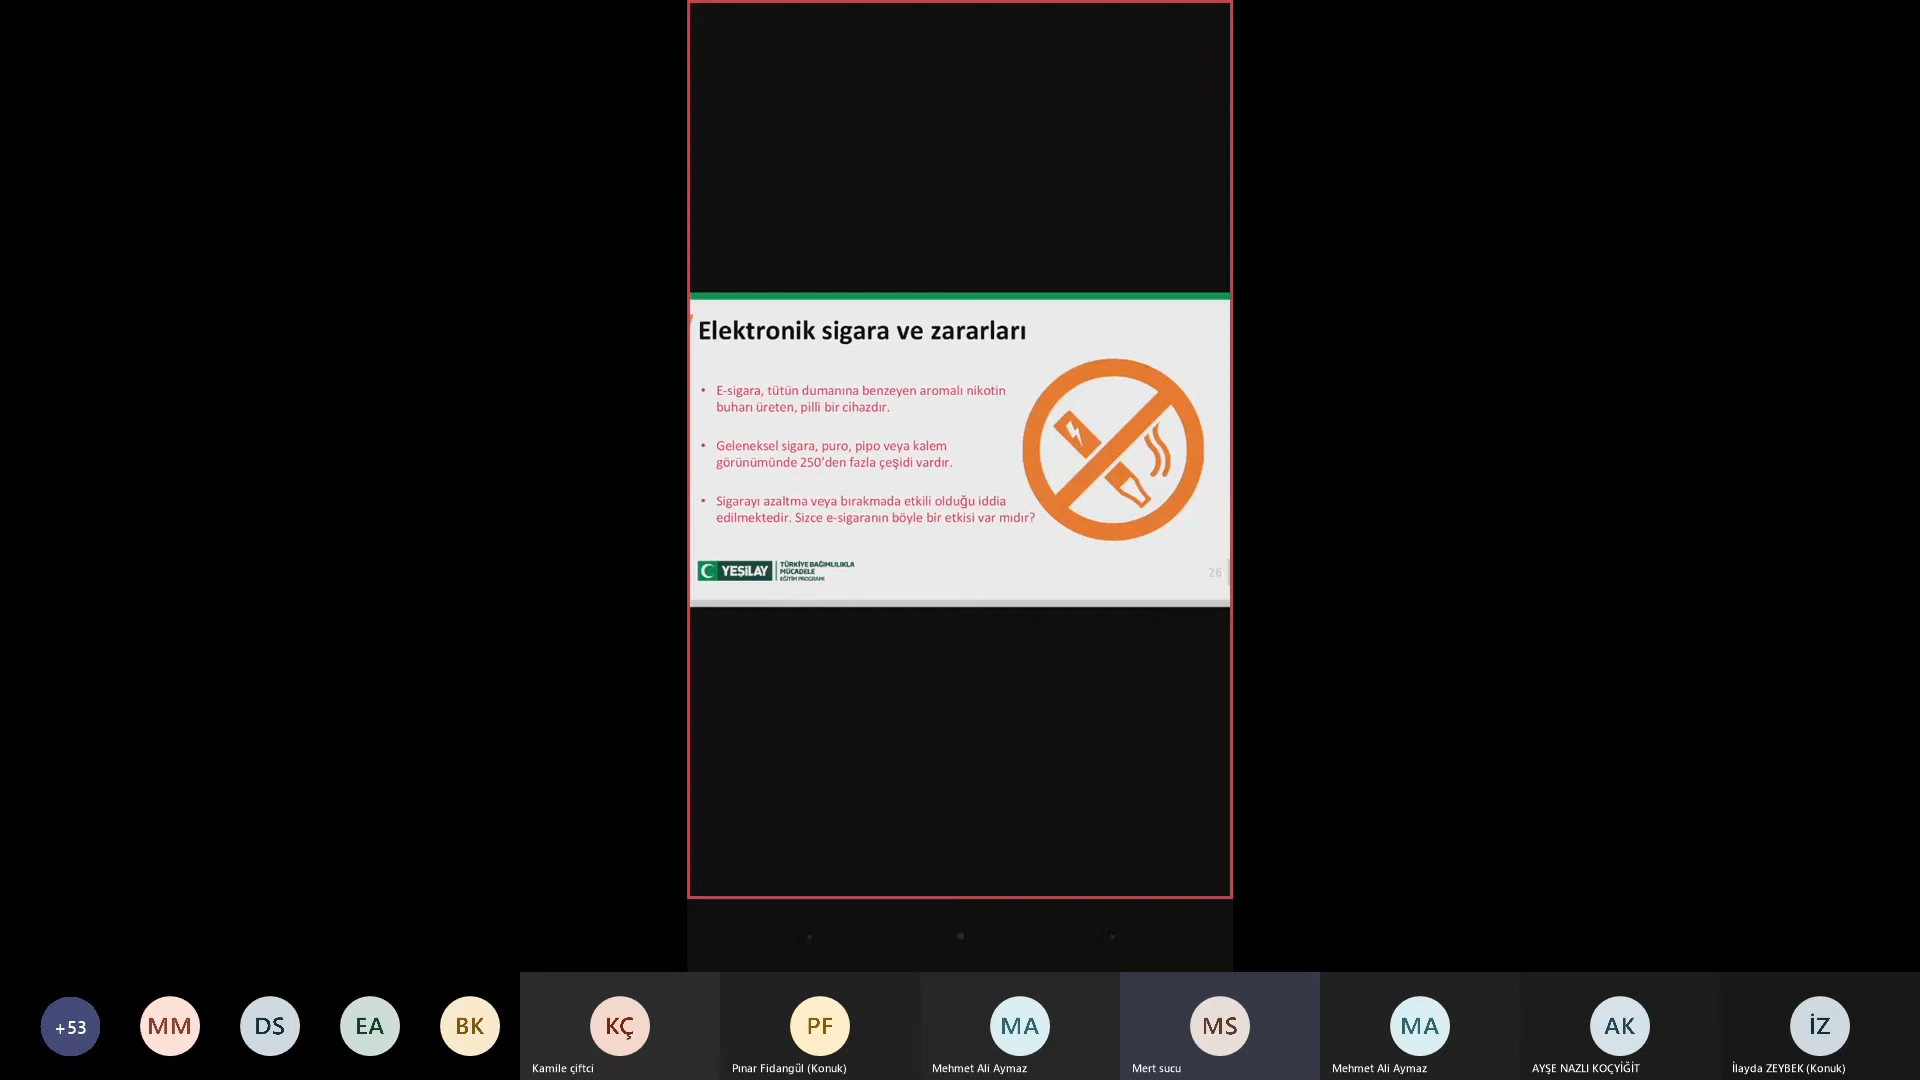 Elektronik sigara ve zararları
• E-sigara, tütün dumanına benzeyen aromalı nikotin
buharı üreten, pilli bir cihazdır.
• Geleneksel sigara, puro, pipo veya kalem
görünümünde 250’den fazla çeşidi vardır.
• Sigarayı azaltma veya bırakmada etkili olduğu iddia
edilmektedir. Sizce e-sigaranın böyle bir etkisi var mıdır?
YEŞİLAY
TÜRKİYE BAĞIMLILIKLA
MÜCADELE
EĞİTİM PROGRAMI
26
+53
MM
DS
EA
BK
KÇ
PF
MA
MS
MA
AK
İZ
Kamile çiftci
Pınar Fidangül (Konuk)
Mehmet Ali Aymaz
Mert sucu
Mehmet Ali Aymaz
AYŞE NAZLI KOÇYİĞİT
İlayda ZEYBEK (Konuk)